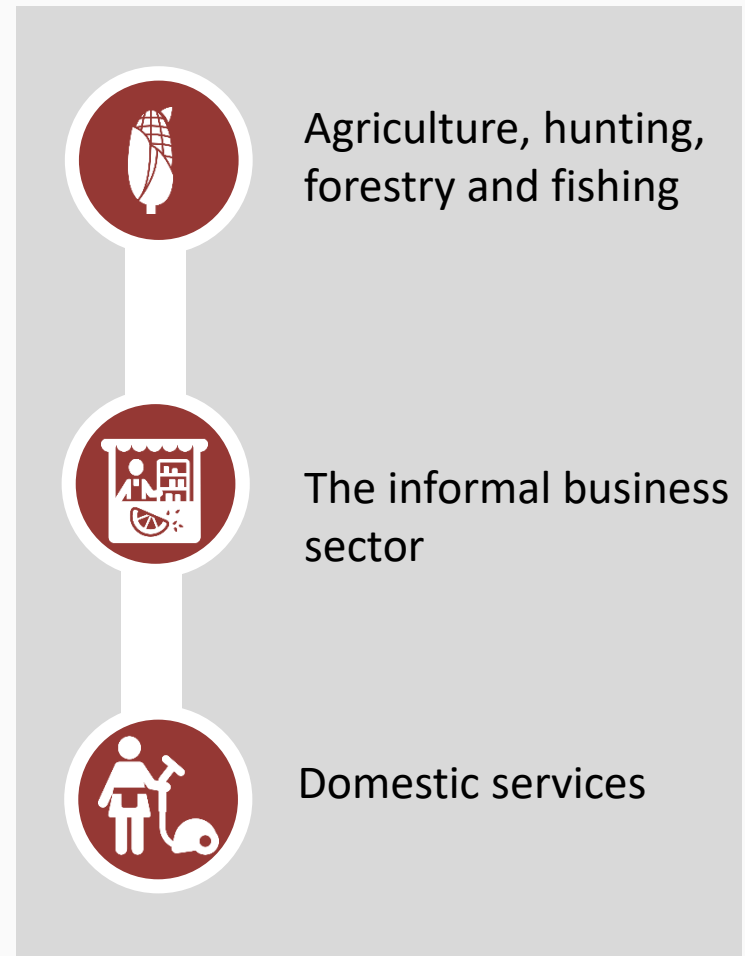 Agriculture, hunting,
forestry and fishing
The informal business
sector
Domestic services